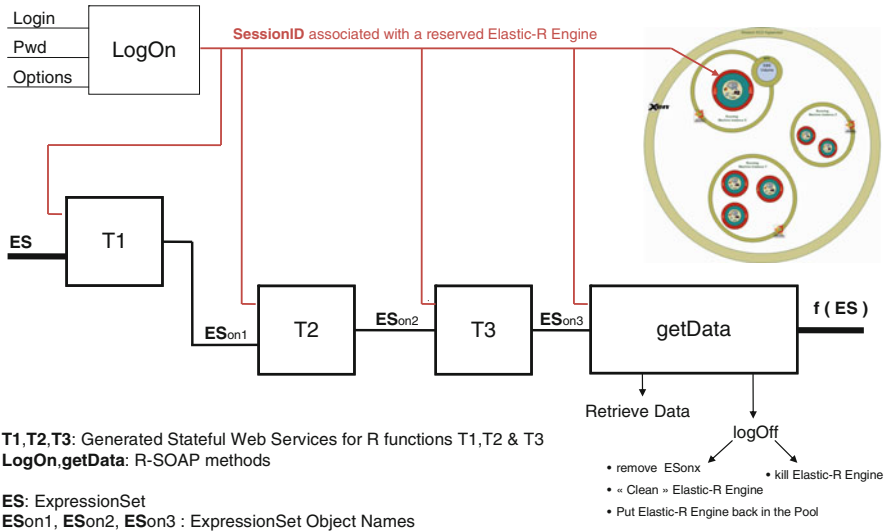 Login
Pwd
Options
LogOn
SessionID associated with a reserved Elastic-R Engine
ES
T1
ESon1
T2
ESon2
T3
ESon3
getData
f ( ES )
Retrieve Data
logOff
• remove ESonx
• « Clean » Elastic-R Engine
• Put Elastic-R Engine back in the Pool
• kill Elastic-R Engine
T1,T2,T3: Generated Stateful Web Services for R functions T1,T2 & T3
LogOn,getData: R-SOAP methods
ES: ExpressionSet
ESon1, ESon2, ESon3 : ExpressionSet Object Names